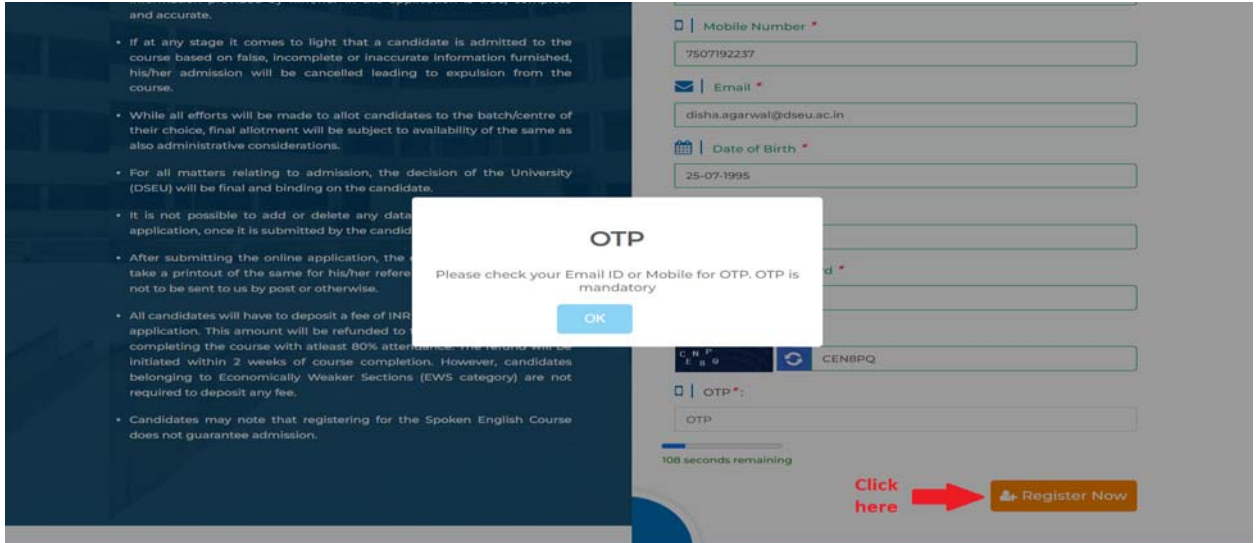 and accurate.
• If at any stage it comes to light that a candidate is admitted to the
course based on false, incomplete or inaccurate information furnished,
his/her admission will be cancelled leading to expulsion from the
course.
• While all efforts will be made to allot candidates to the batch/centre of
their choice, final allotment will be subject to availability of the same as
also administrative considerations.
• For all matters relating to admission, the decision of the University
(DSEU) will be final and binding on the candidate.
• It is not possible to add or delete any data
application, once it is submitted by the candid
• After submitting the online application, the
take a printout of the same for his/her refere
not to be sent to us by post or otherwise.
• All candidates will have to deposit a fee of INR
application. This amount will be refunded to
completing the course with atleast 80% attendance. The refund will be
initiated within 2 weeks of course completion. However, candidates
belonging to Economically Weaker Sections (EWS category) are not
required to deposit any fee.
• Candidates may note that registering for the Spoken English Course
does not guarantee admission.
Mobile Number *
7507192237
Email *
disha.agarwal@dseu.ac.in
Date of Birth *
25-07-1995
OTP
Please check your Email ID or Mobile for OTP. OTP is
mandatory
OK
rd *
CEN8PQ
OTP*:
OTP
108 seconds remaining
Click
here
Register Now